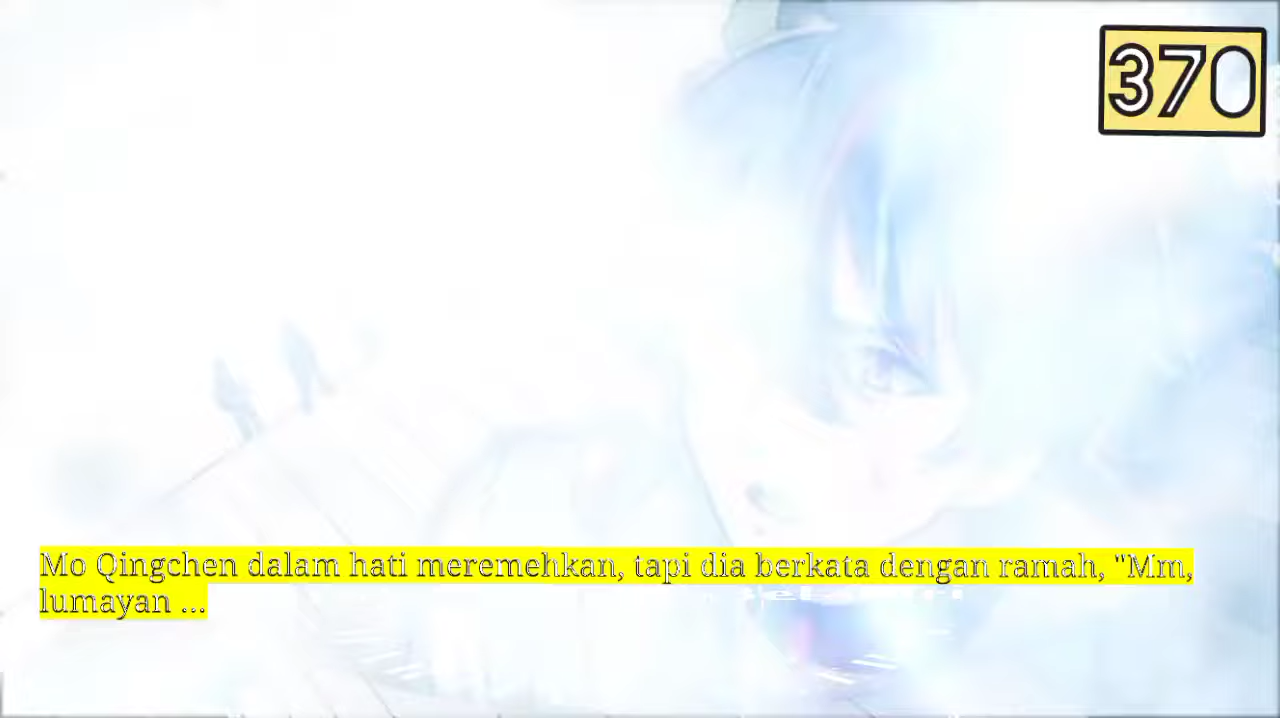 370
Mo Qingchen dalam hati meremehkan, tapi dia berkata dengan ramah, "Mm,
lumayan ...